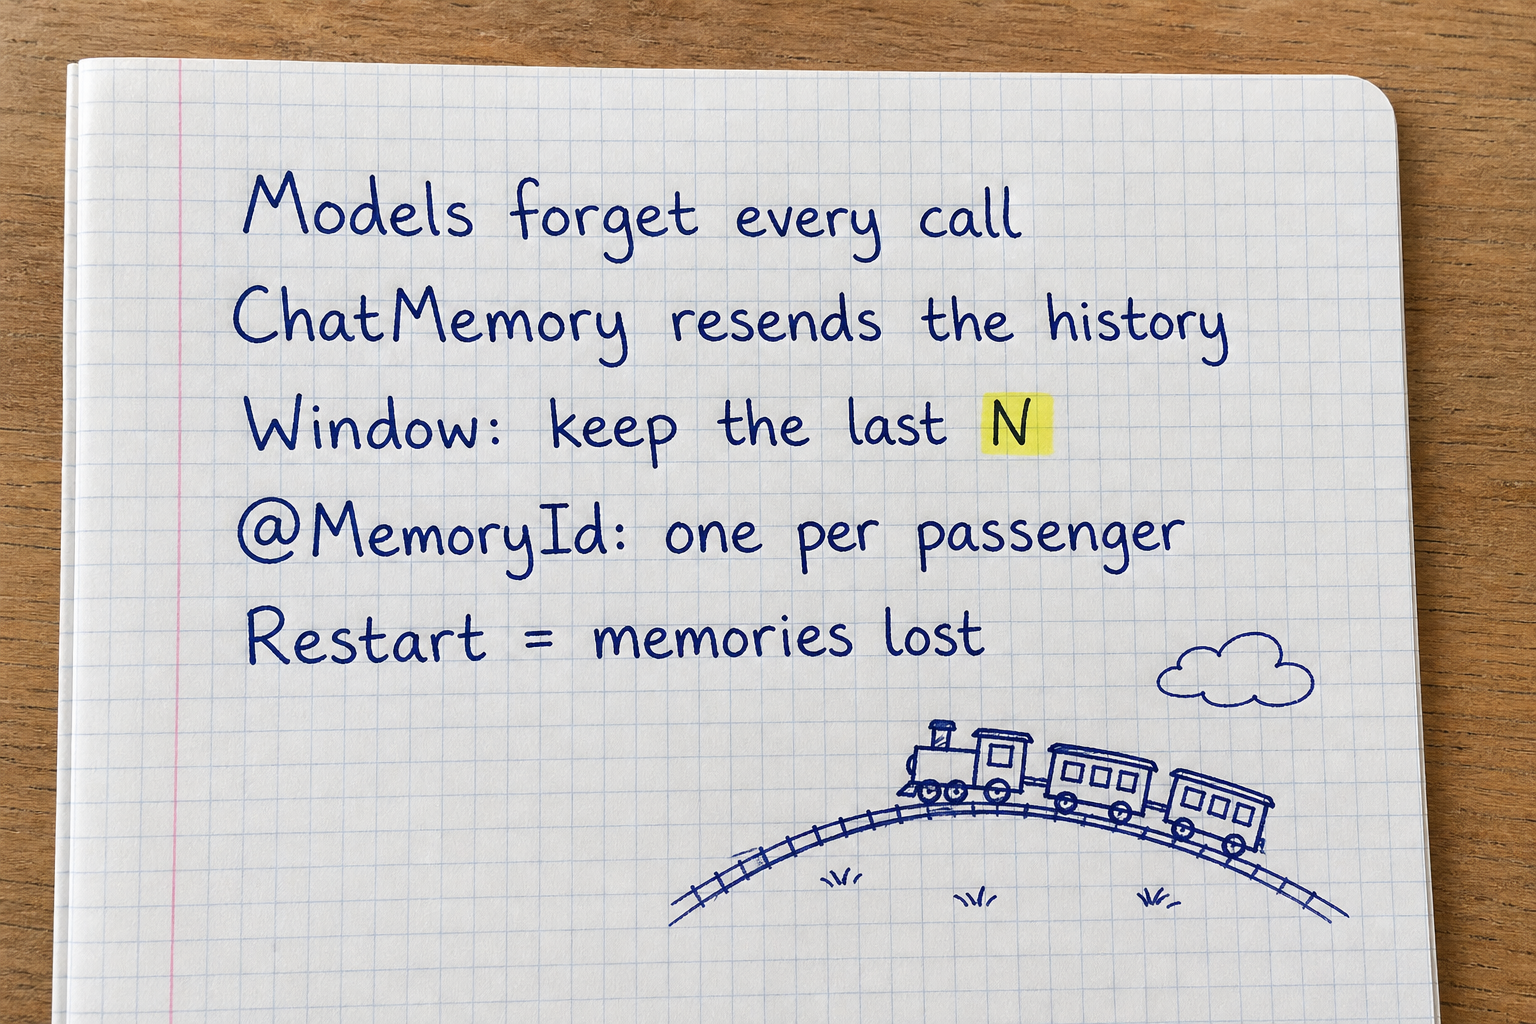 Models forget every call
ChatMemory resends the history
Window: keep the last N
@MemoryId: one per passenger
Restart = memories lost